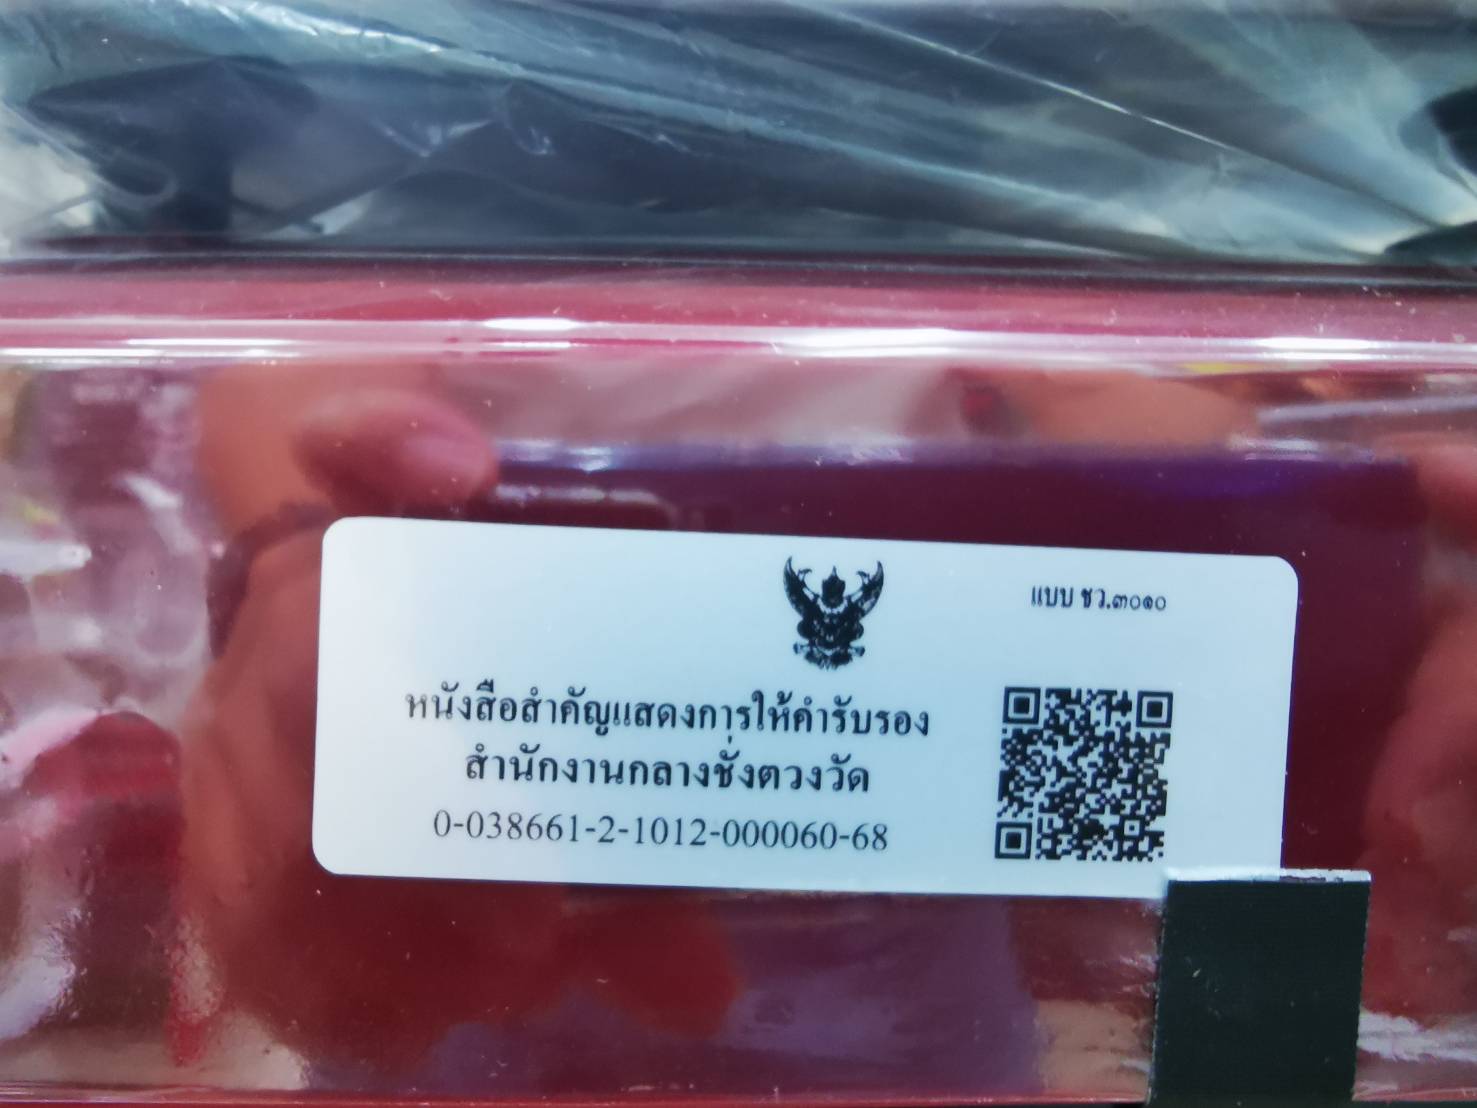 แบบ ชว.๓๐๑๐
หนังสือสำคัญแสดงการให้คำรับรอง
สำนักงานกลางชั่งตวงวัด
0-038661-2-1012-000060-68